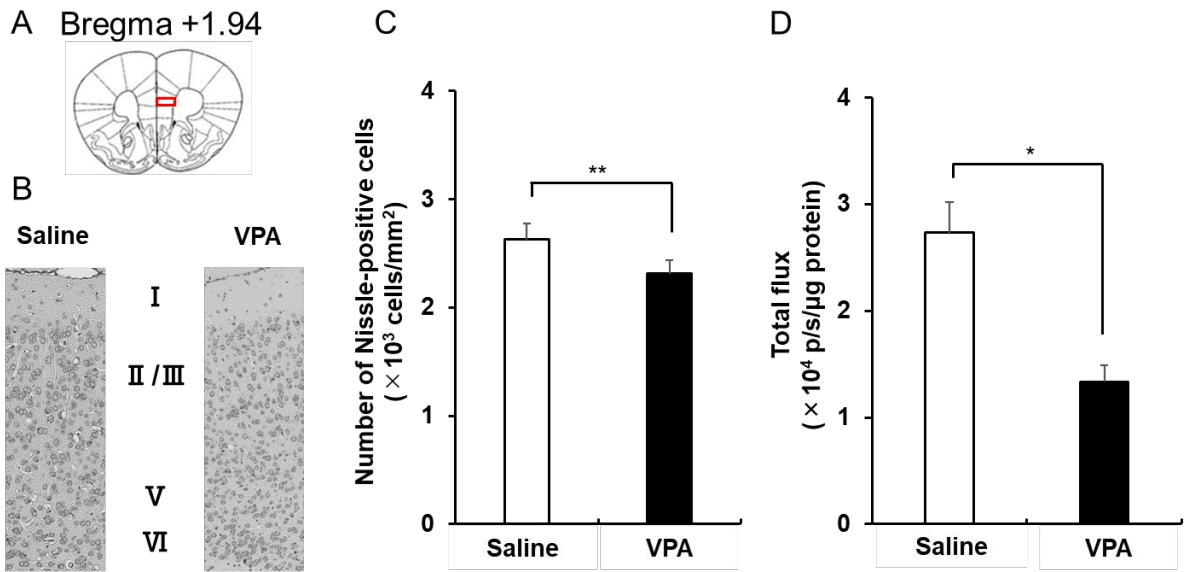 A Bregma +1.94
B
Saline VPA
I
II / III
V
VI
C
Number of Nissle-positive cells
(×10³ cells/mm²)
4
3
2
1
0
**
Saline VPA
D
Total flux
(×10⁴ p/s/µg protein)
4
3
2
1
0
*
Saline VPA